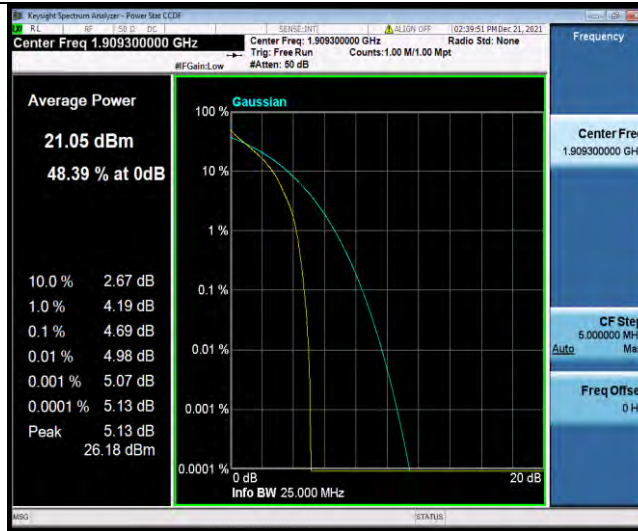 Keysight Spectrum Analyzer - Power Stat CCDF
RL RF 50 Ω DC SENSE:INT ALIGN OFF 02:39:51 PM Dec 21, 2021
Center Freq 1.909300000 GHz
Center Freq: 1.909300000 GHz Radio Std: None
Trig: Free Run Counts:1.00 M/1.00 Mpt
#IFGain:Low #Atten: 50 dB
Frequency
Average Power
21.05 dBm
48.39 % at 0dB
10.0 % 2.67 dB
1.0 % 4.19 dB
0.1 % 4.69 dB
0.01 % 4.98 dB
0.001 % 5.07 dB
0.0001 % 5.13 dB
Peak 5.13 dB
26.18 dBm
Gaussian
100 %
10 %
1 %
0.1 %
0.01 %
0.001 %
0.0001 %
0 dB 20 dB
Info BW 25.000 MHz
Center Fre
1.909300000 GH
CF Ste
5.000000 MH
Auto Ma
Freq Offse
0 H
MSG STATUS